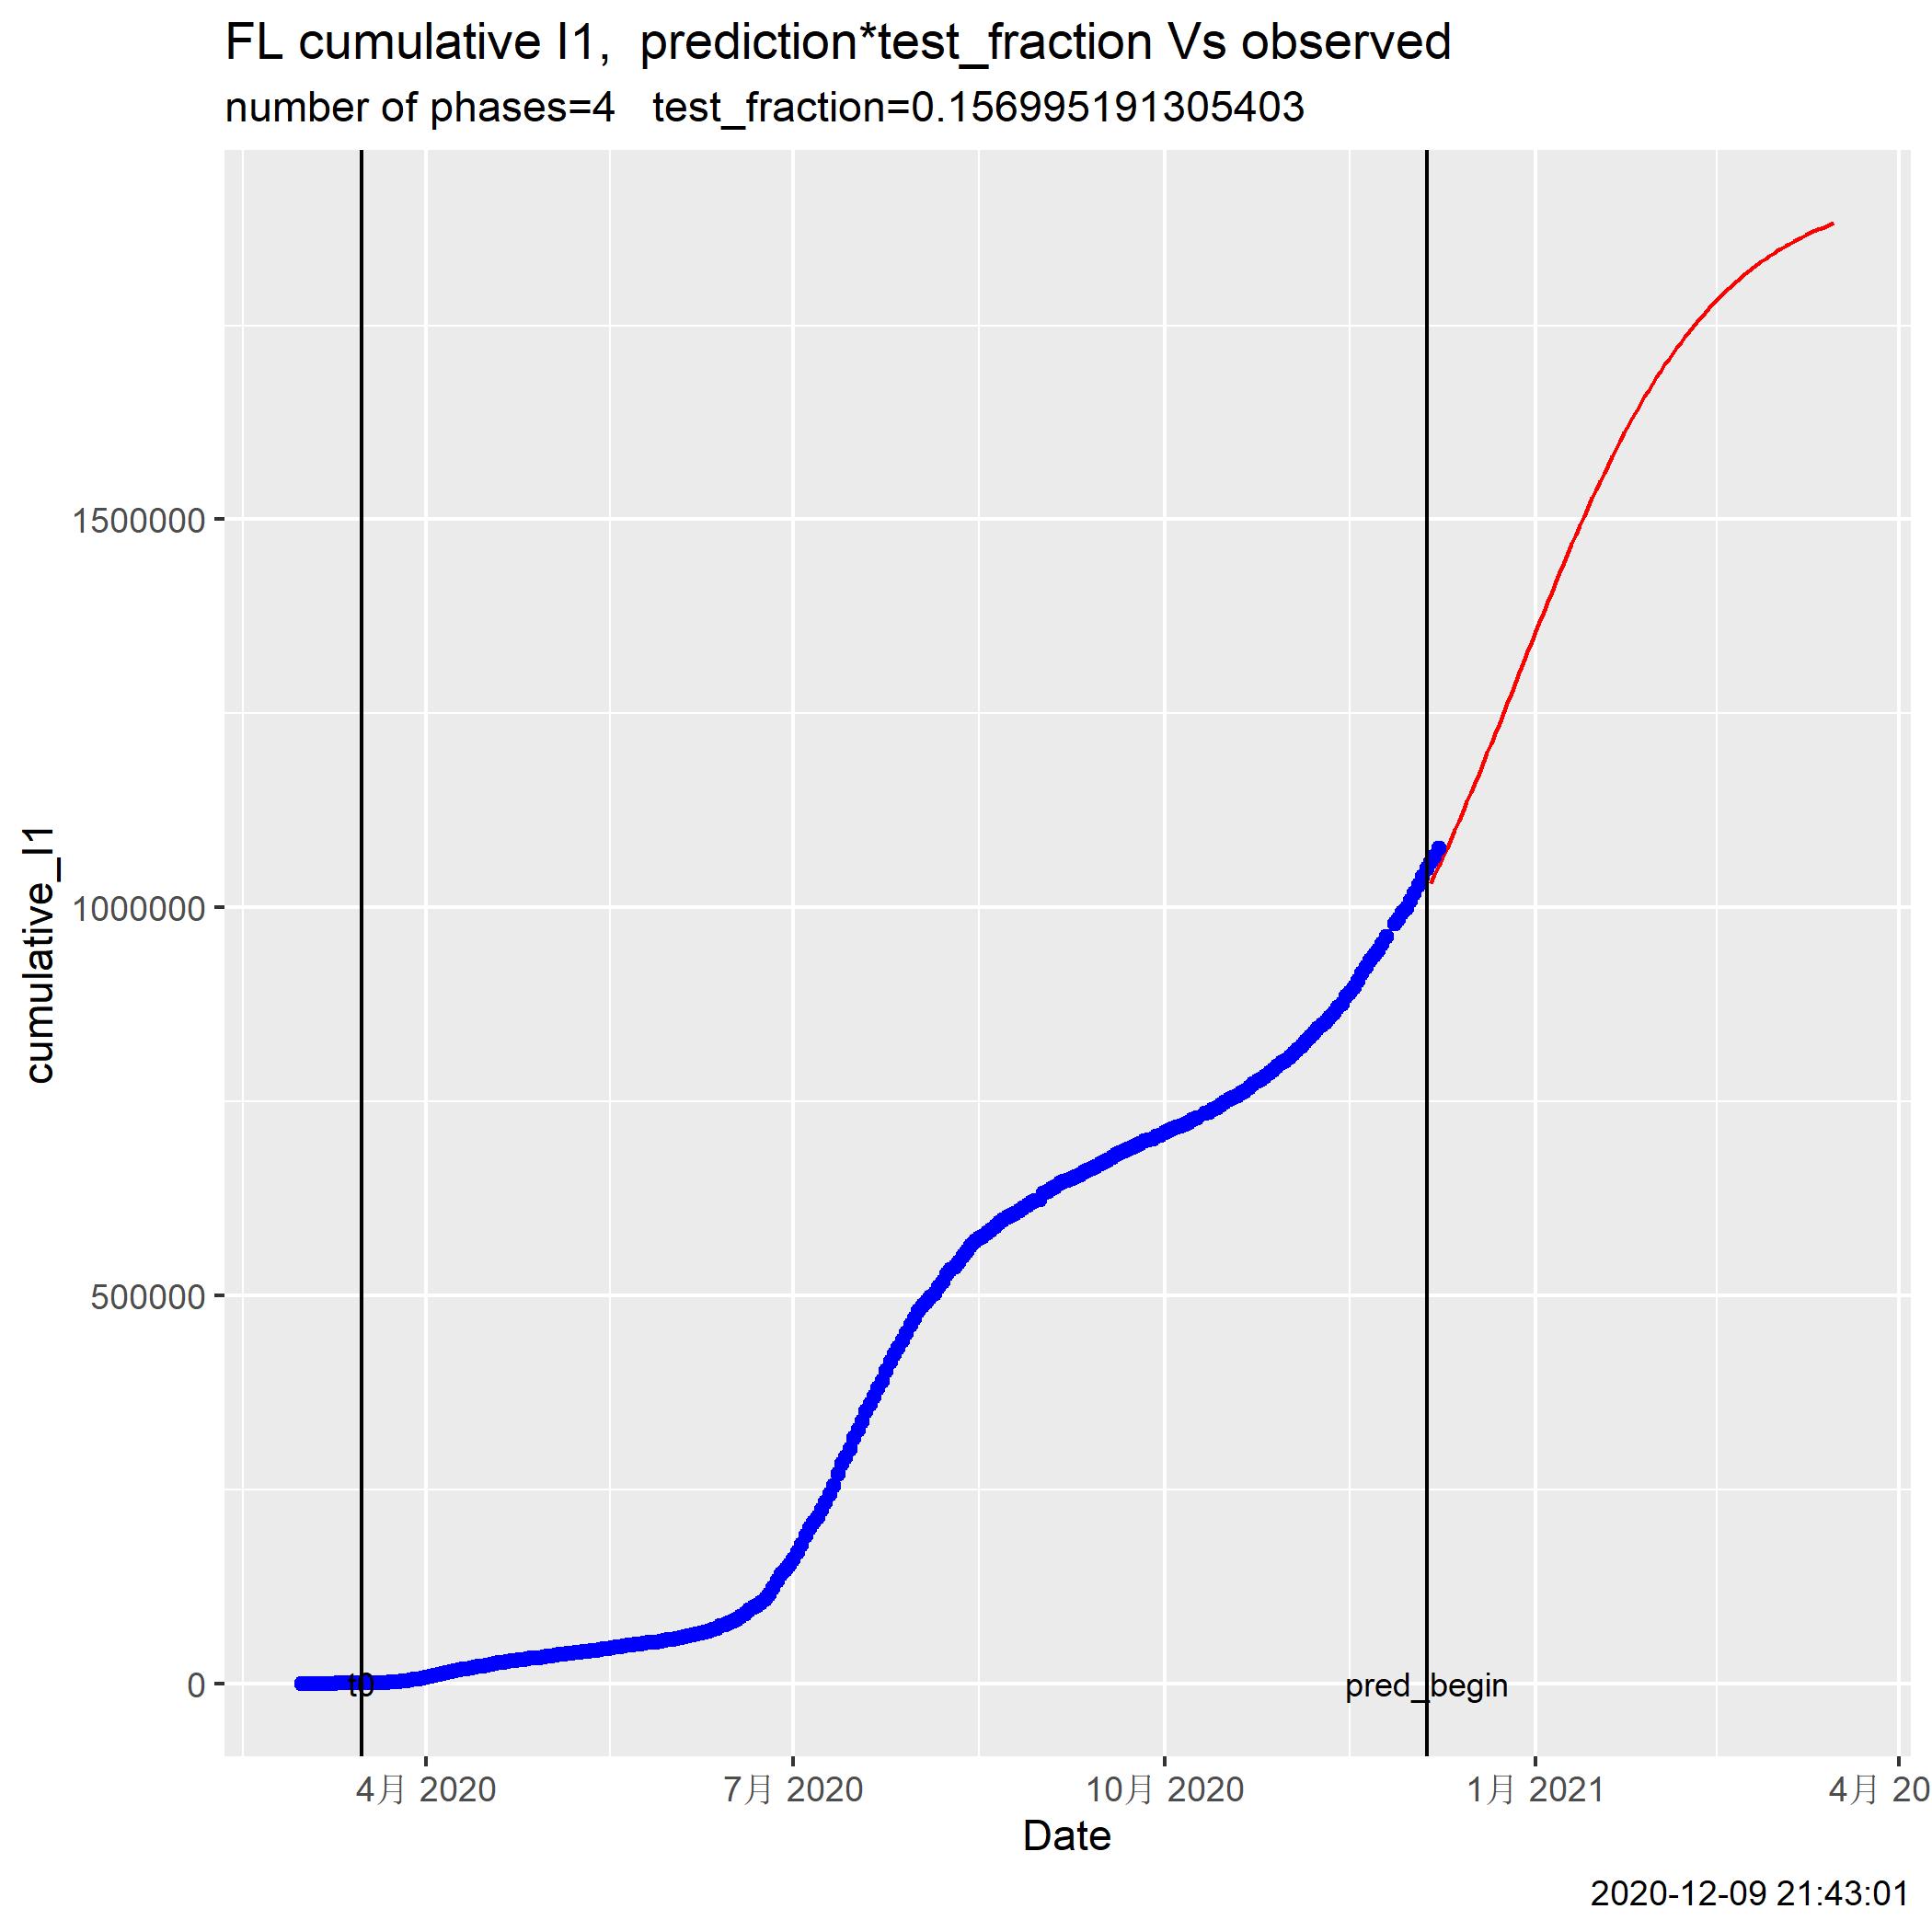 FL cumulative I1,  prediction*test_fraction Vs observed
number of phases=4   test_fraction=0.156995191305403
1500000
1000000
500000
0
cumulative_I1
t0
pred_begin
4月 2020
7月 2020
10月 2020
1月 2021
4月 20
Date
2020-12-09 21:43:01